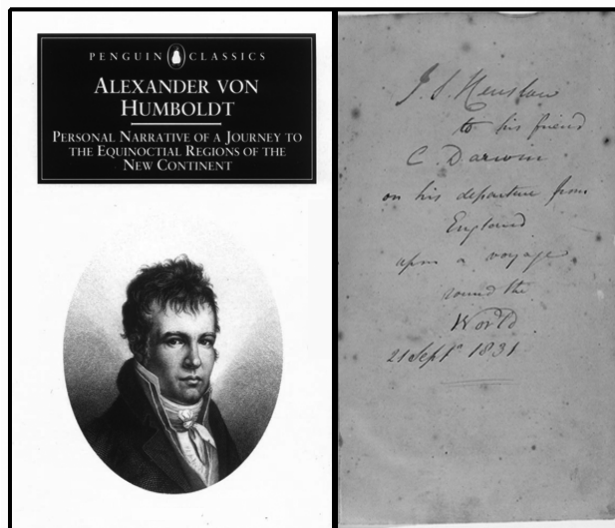 PENGUIN CLASSICS
ALEXANDER VON
HUMBOLDT
PERSONAL NARRATIVE OF A JOURNEY TO
THE EQUINOCTIAL REGIONS OF THE
NEW CONTINENT
J. S. Henslow
to his friend
C. Darwin
on his departure from
England
upon a voyage
round the
World
21 Septr 1831